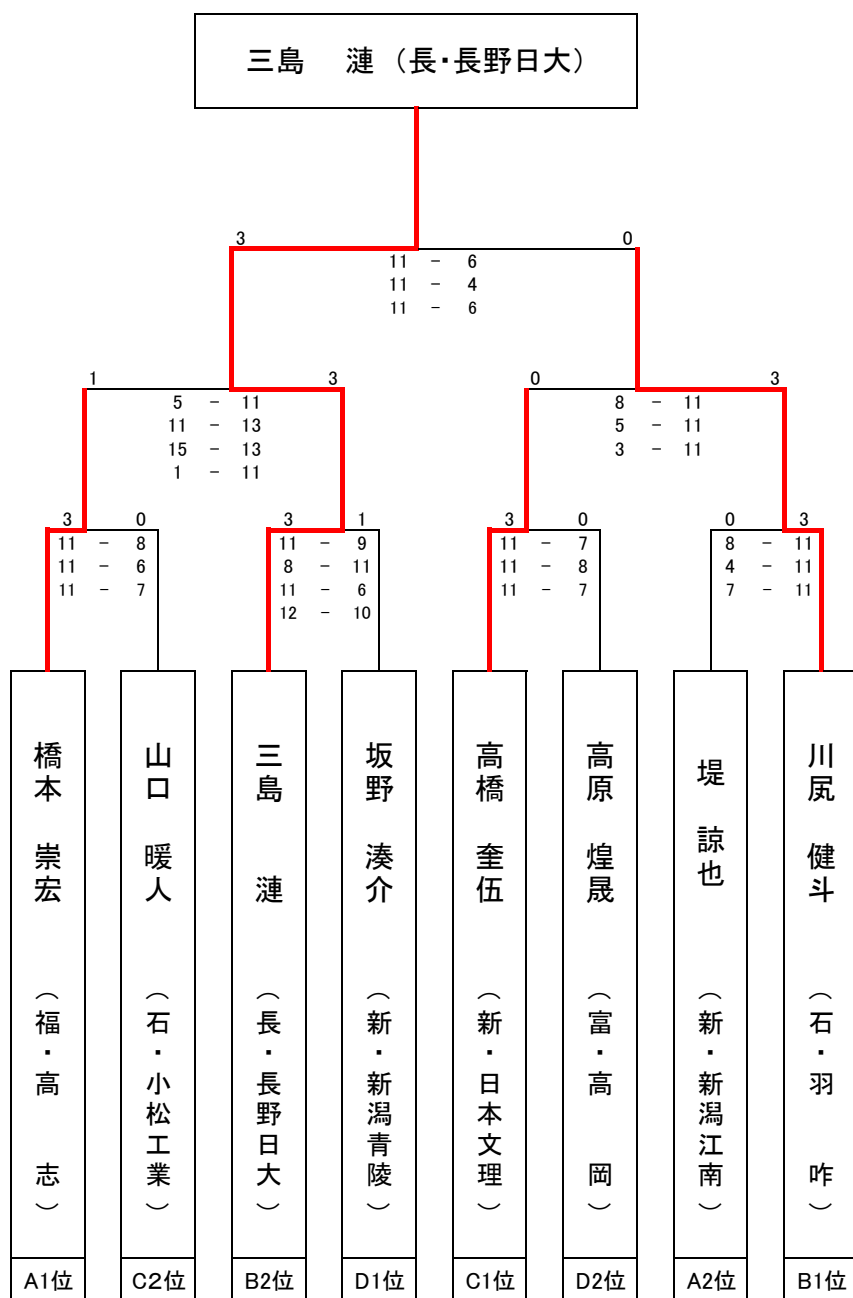 三島 漣（長・長野日大）
3 0
11 - 6
11 - 4
11 - 6
1 3
5 - 11
11 - 13
15 - 13
1 - 11
0 3
8 - 11
5 - 11
3 - 11
3 0
11 - 8
11 - 6
11 - 7
3 1
11 - 9
8 - 11
11 - 6
12 - 10
3 0
11 - 7
11 - 8
11 - 7
0 3
8 - 11
4 - 11
7 - 11
橋本 崇宏（福・高 志）
山口 暖人（石・小松工業）
三島 漣（長・長野日大）
坂野 湊介（新・新潟青陵）
高橋 奎伍（新・日本文理）
高原 煌晟（富・高 岡）
堤 諒也（新・新潟江南）
川尻 健斗（石・羽 咋）
A1位
C2位
B2位
D1位
C1位
D2位
A2位
B1位